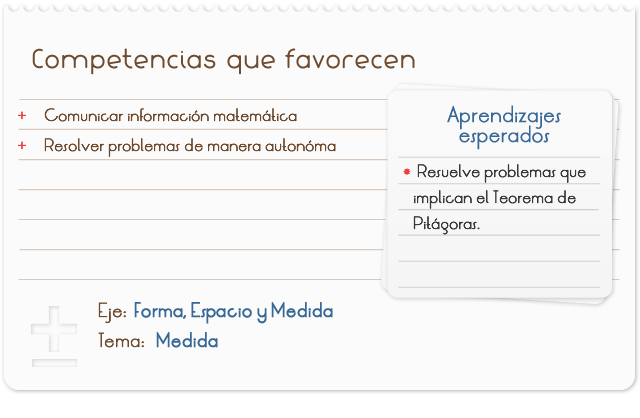 Competencias que favorecen
+ Comunicar información matemática
+ Resolver problemas de manera autonóma
Aprendizajes
esperados
Resuelve problemas que
implican el Teorema de
Pitágoras.
Eje: Forma, Espacio y Medida
Tema: Medida